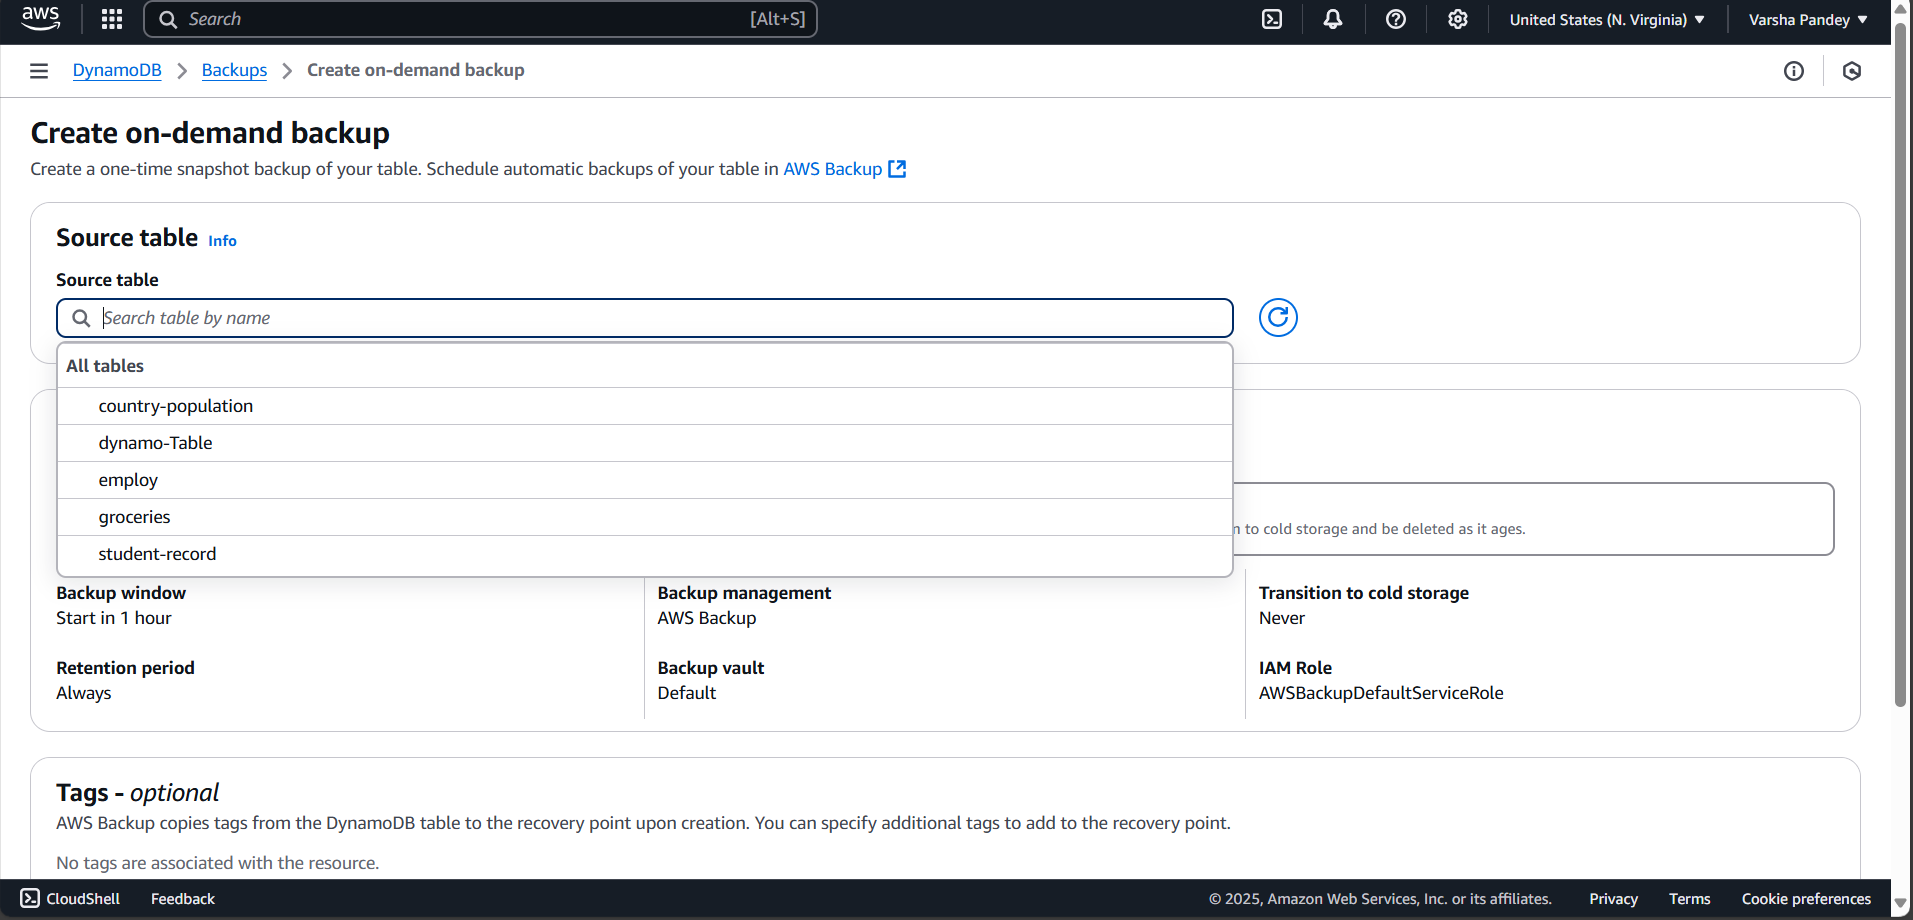 aws
Search [Alt+S]
United States (N. Virginia)
Varsha Pandey
DynamoDB
Backups
Create on-demand backup
Create on-demand backup
Create a one-time snapshot backup of your table. Schedule automatic backups of your table in AWS Backup
Source table Info
Source table
Search table by name
All tables
country-population
dynamo-Table
employ
groceries
student-record
to cold storage and be deleted as it ages.
Backup window
Start in 1 hour
Backup management
AWS Backup
Transition to cold storage
Never
Retention period
Always
Backup vault
Default
IAM Role
AWSBackupDefaultServiceRole
Tags - optional
AWS Backup copies tags from the DynamoDB table to the recovery point upon creation. You can specify additional tags to add to the recovery point.
No tags are associated with the resource.
CloudShell
Feedback
© 2025, Amazon Web Services, Inc. or its affiliates.
Privacy
Terms
Cookie preferences